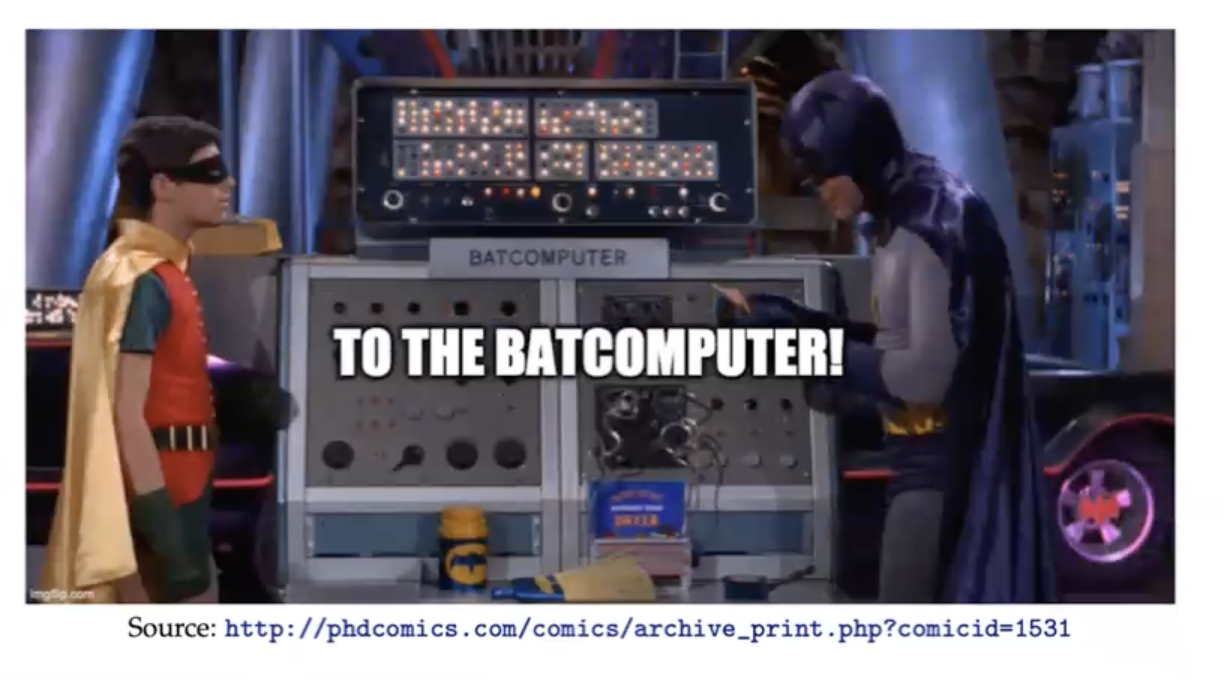 BATCOMPUTER
TO THE BATCOMPUTER!
imgflip.com
Source: http://phdcomics.com/comics/archive_print.php?comicid=1531